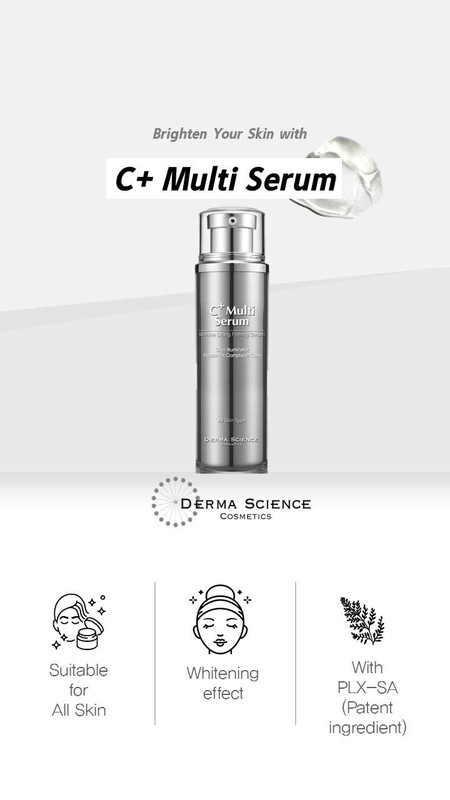 Brighten Your Skin with
C+ Multi Serum
C+ Multi
Serum
All Skin Type
DERMA SCIENCE
DERMA SCIENCE
COSMETICS
Suitable
for
All Skin
Whitening
effect
With
PLX-SA
(Patent
ingredient)